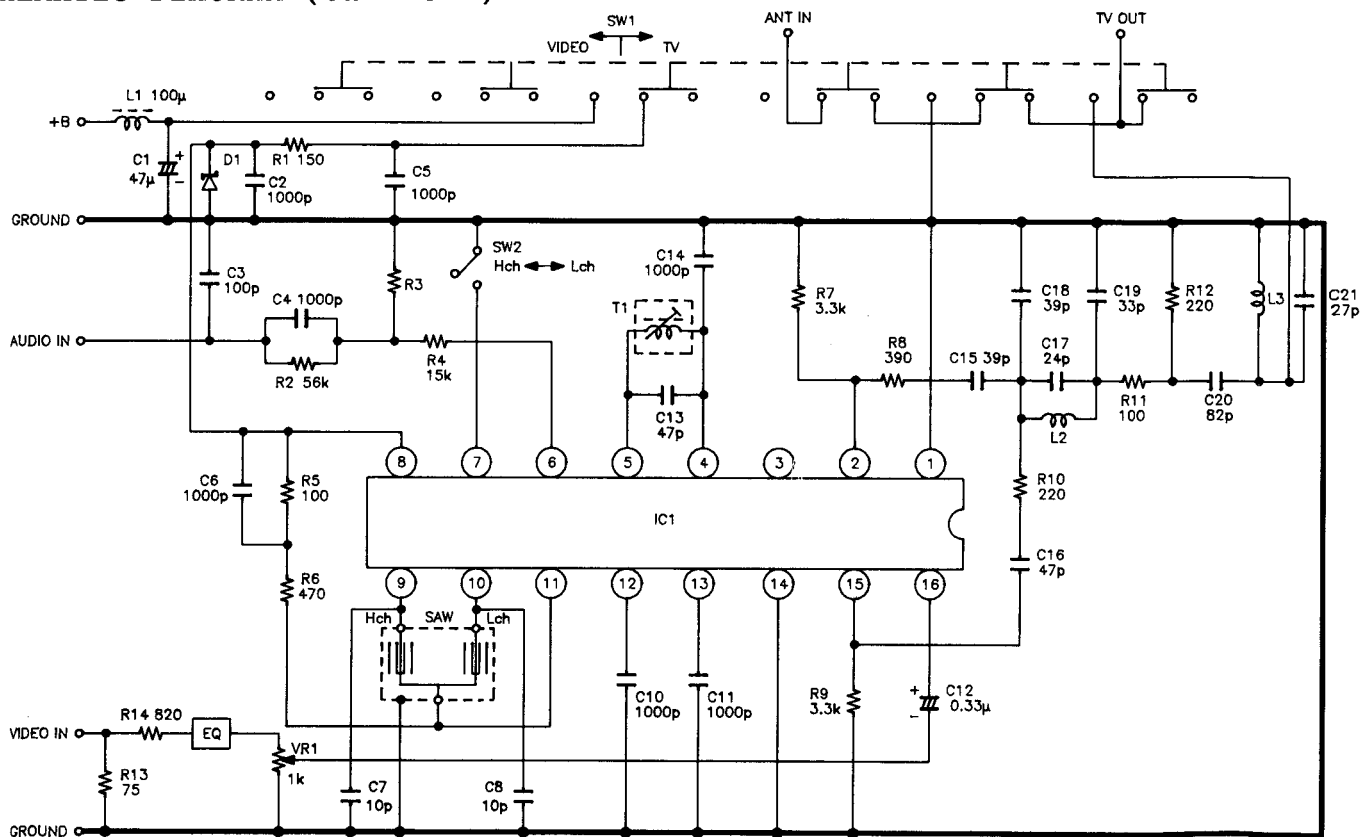 SW1
ANT IN
TV OUT
VIDEO
TV
L1 100μ
+B
C1
47μ
+
-
D1
R1 150
C2
1000p
C5
1000p
GROUND
C3
100p
C4 1000p
R3
SW2
Hch
Lch
C14
1000p
R7
3.3k
C18
39p
C19
33p
R12
220
L3
C21
27p
T1
AUDIO IN
R2 56k
R4
15k
R8
390
C15 39p
C17
24p
C13
47p
L2
R11
100
C20
82p
8
7
6
5
4
3
2
1
C6
1000p
R5
100
R10
220
IC1
C16
47p
R6
470
9
10
11
12
13
14
15
16
Hch
SAW
Lch
C10
1000p
C11
1000p
R9
3.3k
+
-
C12
0.33μ
R14 820
VIDEO IN
EQ
VR1
1k
R13
75
C7
10p
C8
10p
GROUND